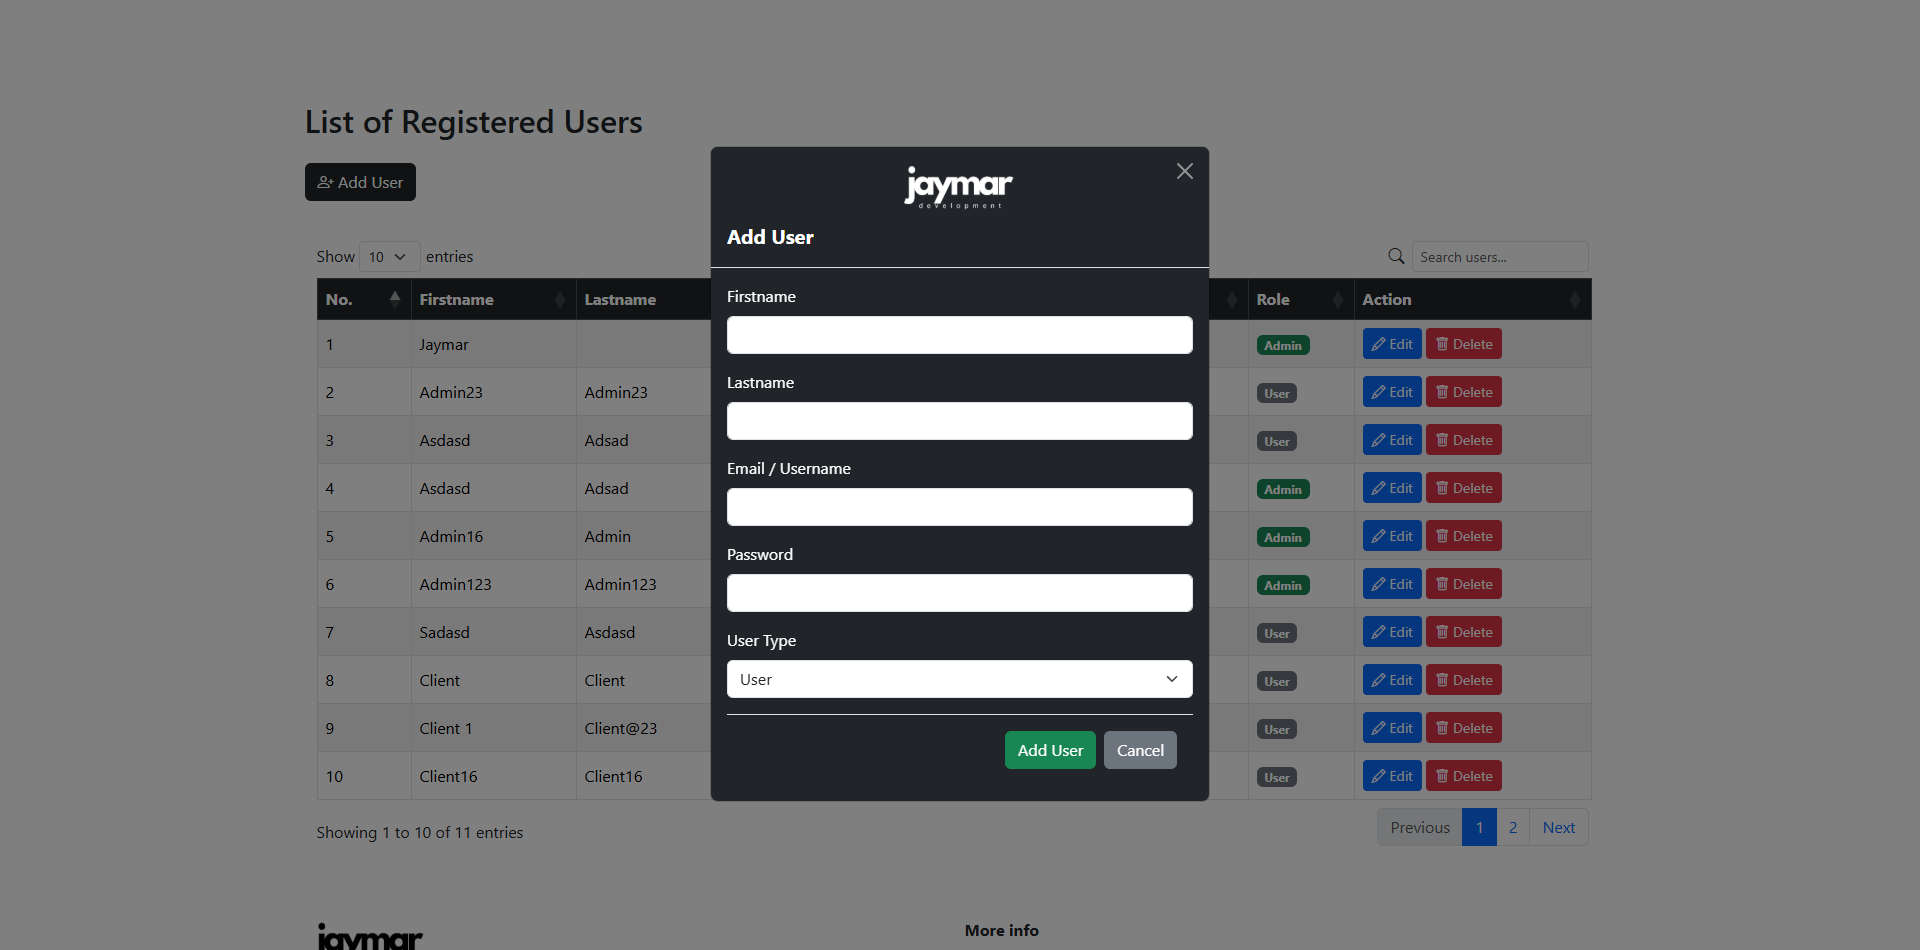 List of Registered Users
Add User
Show 10 entries
Search users...
No. Firstname Lastname Role Action
1 Jaymar Admin Edit Delete
2 Admin23 Admin23 User Edit Delete
3 Asdasd Adsad User Edit Delete
4 Asdasd Adsad Admin Edit Delete
5 Admin16 Admin Admin Edit Delete
6 Admin123 Admin123 Admin Edit Delete
7 Sadasd Asdasd User Edit Delete
8 Client Client User Edit Delete
9 Client 1 Client@23 User Edit Delete
10 Client16 Client16 User Edit Delete
Showing 1 to 10 of 11 entries
Previous 1 2 Next
jaymar
development
Add User
Firstname
Lastname
Email / Username
Password
User Type
User
Add User Cancel
jaymar
More info